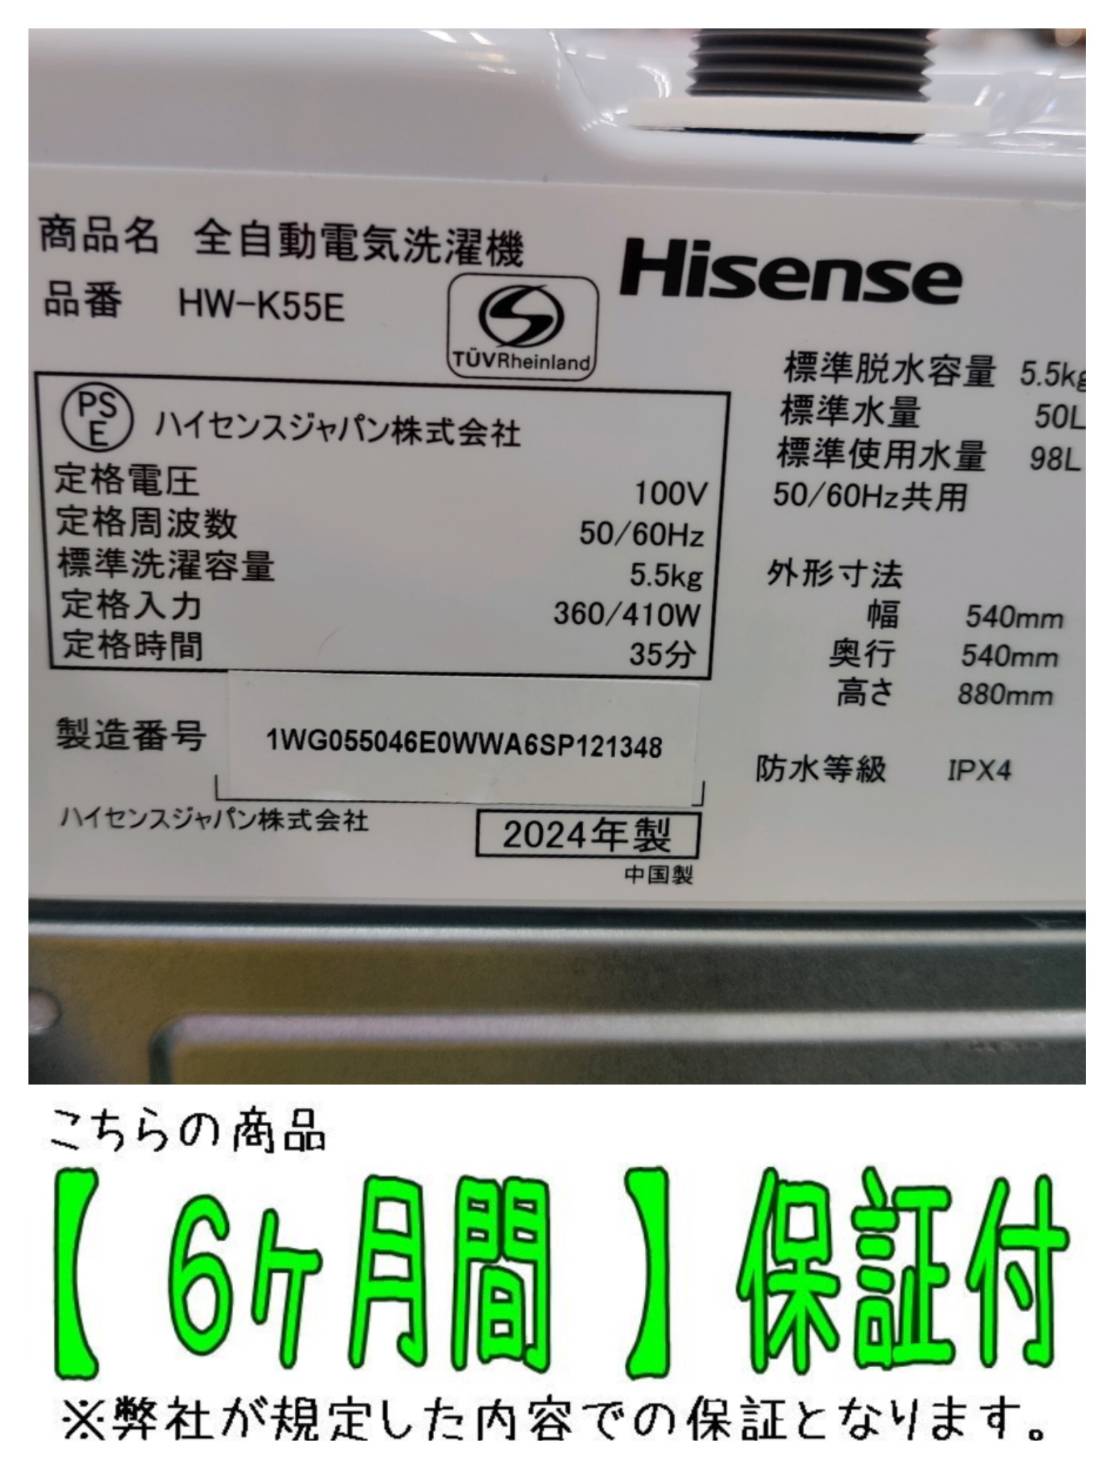 商品名 全自動電気洗濯機
品番 HW-K55E
Hisense
TÜVRheinland
PS
E
ハイセンスジャパン株式会社
定格電圧 100V
定格周波数 50/60Hz
標準洗濯容量 5.5kg
定格入力 360/410W
定格時間 35分
標準脱水容量 5.5kg
標準水量 50L
標準使用水量 98L
50/60Hz共用
外形寸法
幅 540mm
奥行 540mm
高さ 880mm
防水等級 IPX4
製造番号 1WG055046E0WWA6SP121348
ハイセンスジャパン株式会社
2024年製
中国製
こちらの商品
【 6ケ月間 】保証付
※弊社が規定した内容での保証となります。